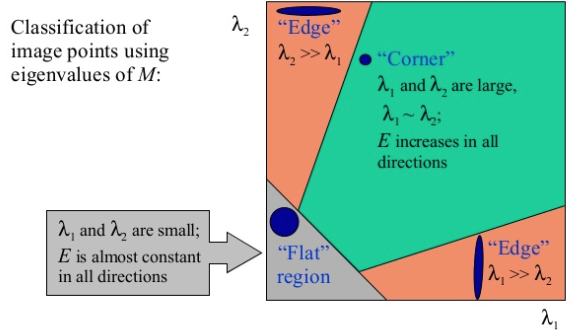 Classification of
image points using
eigenvalues of M:
λ₂
“Edge”
λ₂ >> λ₁
“Corner”
λ₁ and λ₂ are large,
λ₁ ~ λ₂;
E increases in all
directions
λ₁ and λ₂ are small;
E is almost constant
in all directions
“Flat”
region
“Edge”
λ₁ >> λ₂
λ₁